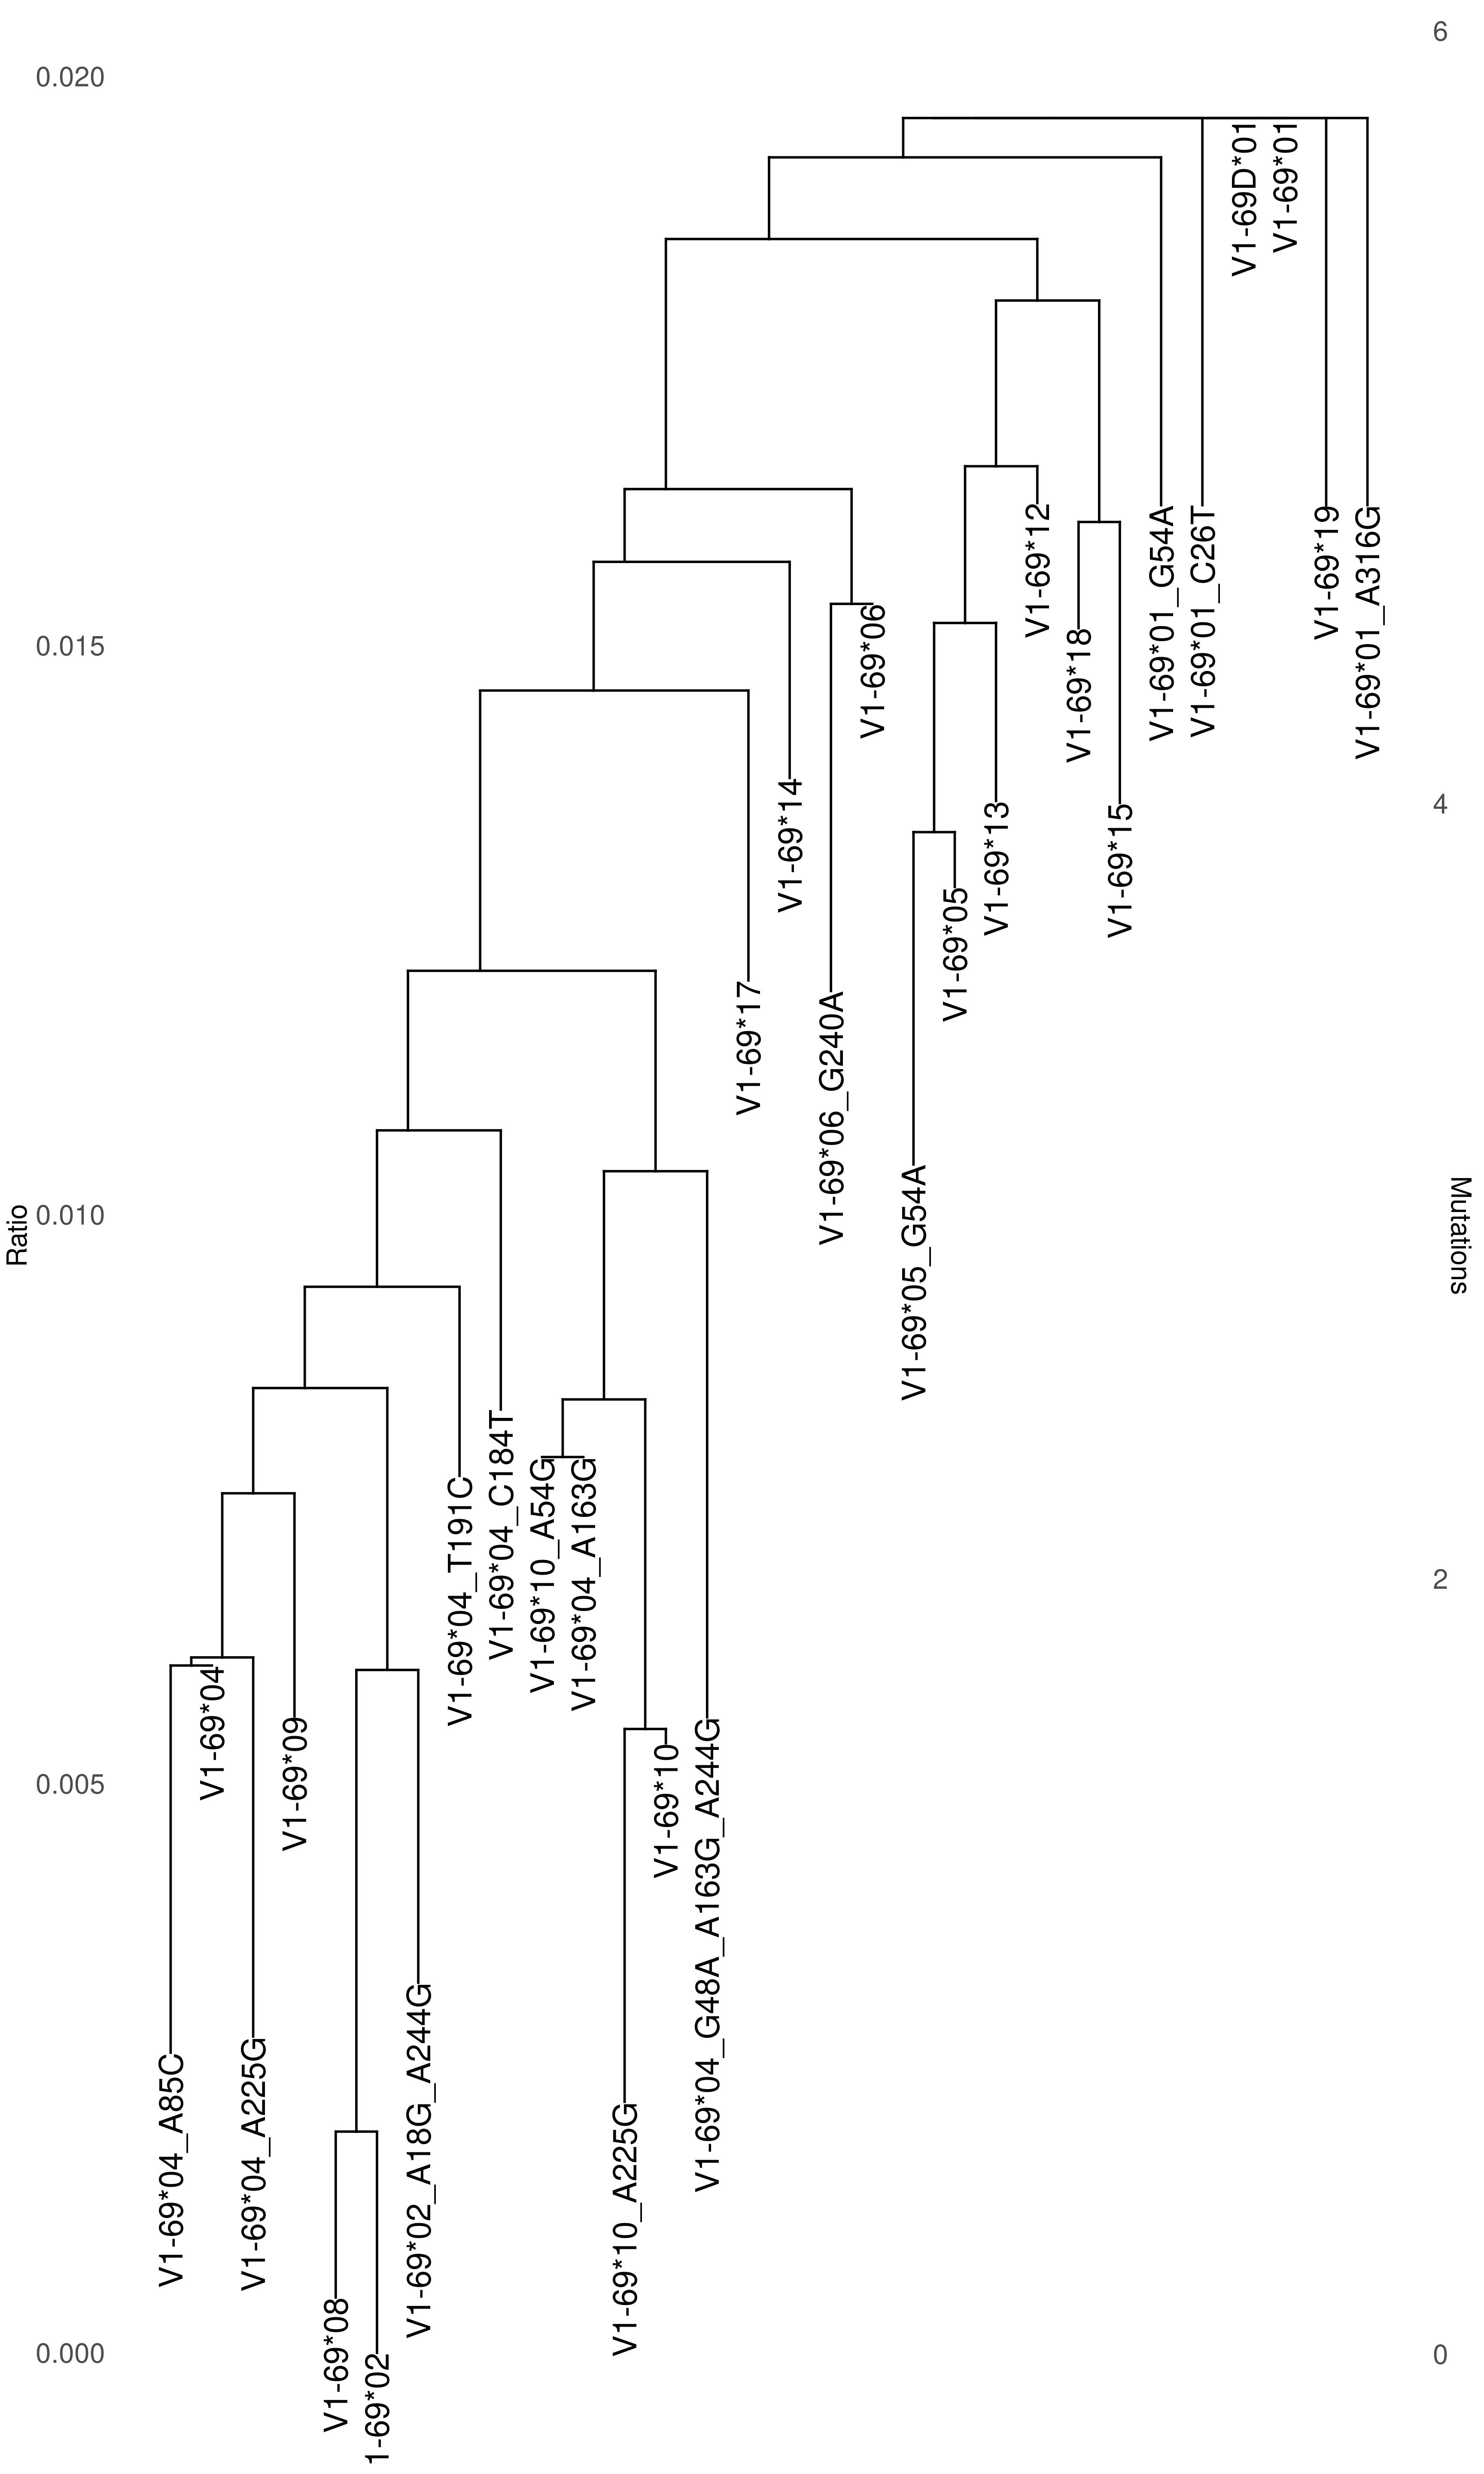 6
0.020
V1-69D*01
V1-69*01
V1-69*12
V1-69*01_G54A
V1-69*01_C26T
V1-69*19
V1-69*01_A316G
V1-69*06
V1-69*18
0.015
V1-69*14
4
V1-69*13
V1-69*15
V1-69*05
V1-69*17
V1-69*06_G240A
V1-69*05_G54A
Ratio
0.010
Mutations
V1-69*04_C184T
V1-69*10_A54G
V1-69*04_A163G
V1-69*04_T191C
2
V1-69*04
V1-69*09
V1-69*10
V1-69*04_G48A_A163G_A244G
0.005
V1-69*02_A18G_A244G
V1-69*04_A225G
V1-69*04_A85C
V1-69*10_A225G
V1-69*08
0.000
0
1-69*02